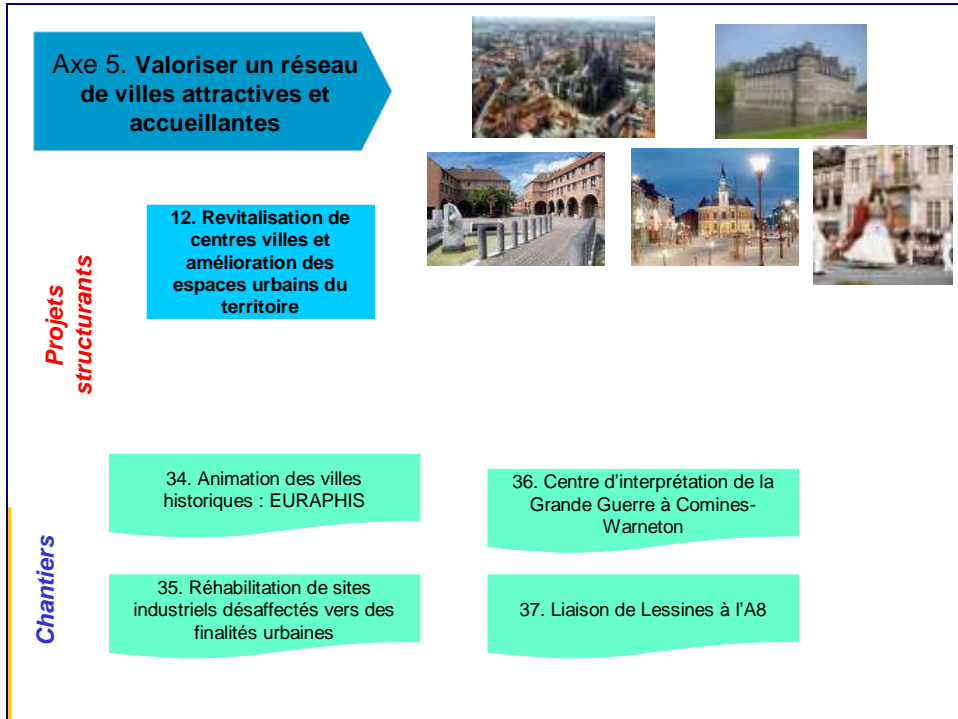 Axe 5. Valoriser un réseau
de villes attractives et
accueillantes
12. Revitalisation de
centres villes et
amélioration des
espaces urbains du
territoire
Projets
structurants
34. Animation des villes
historiques : EURAPHIS
36. Centre d’interprétation de la
Grande Guerre à Comines-
Warneton
Chantiers
35. Réhabilitation de sites
industriels désaffectés vers des
finalités urbaines
37. Liaison de Lessines à l’A8